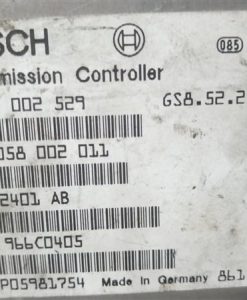 SCH 085
mission Controller
002 529 GS8.52.2
058 002 011
2401 AB
966C0405
P05981754 Made in Germany 861